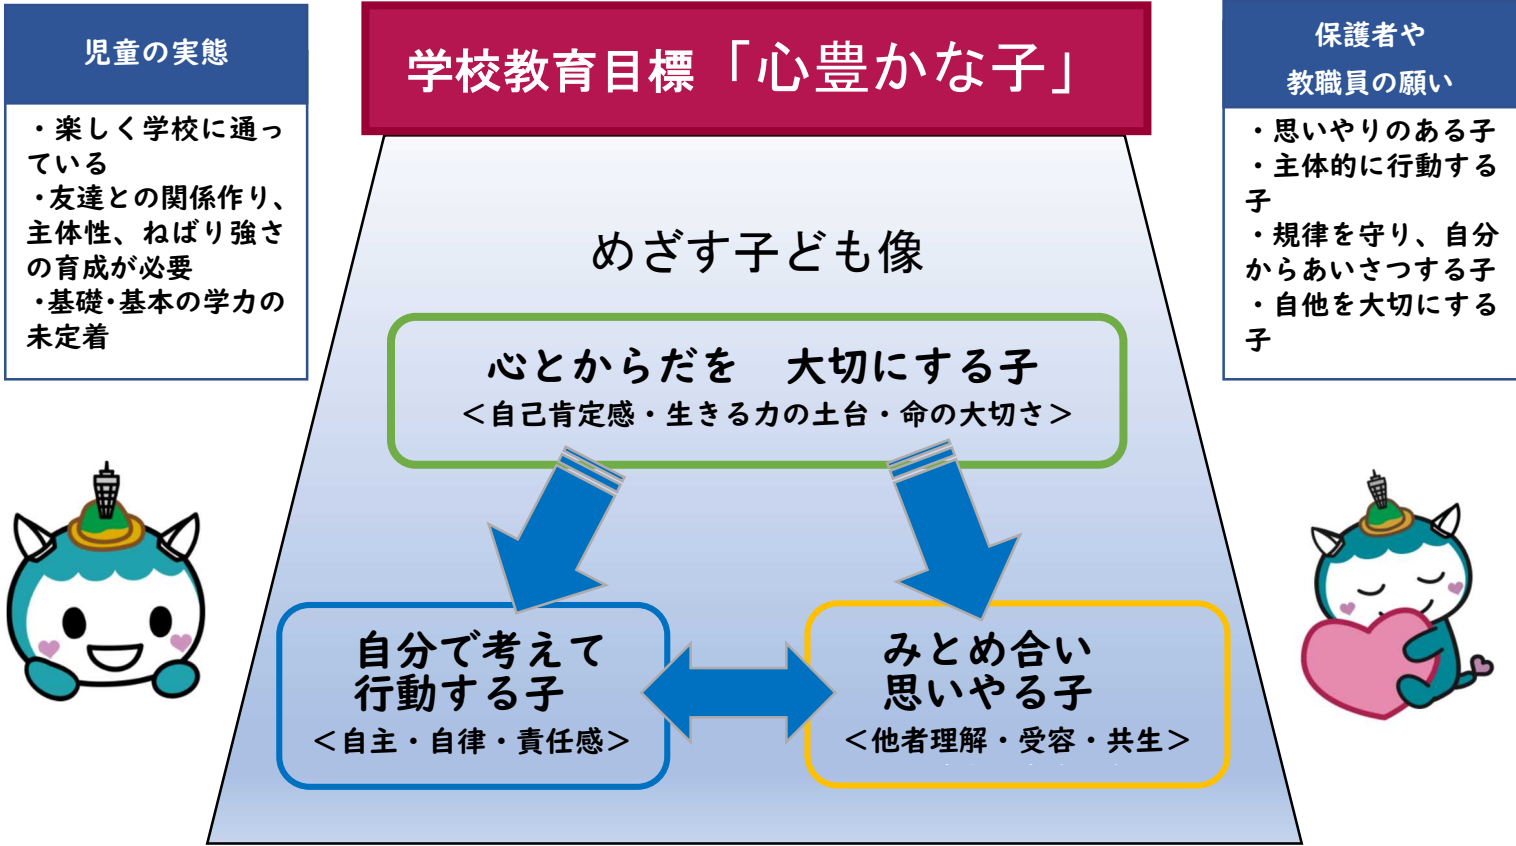 児童の実態
・楽しく学校に通っ
ている
・友達との関係作り、
主体性、ねばり強さ
の育成が必要
・基礎・基本の学力の
未定着
学校教育目標「心豊かな子」
保護者や
教職員の願い
・思いやりのある子
・主体的に行動する
子
・規律を守り、自分
からあいさつする子
・自他を大切にする
子
めざす子ども像
心とからだを　大切にする子
＜自己肯定感・生きる力の土台・命の大切さ＞
自分で考えて
行動する子
＜自主・自律・責任感＞
みとめ合い
思いやる子
＜他者理解・受容・共生＞